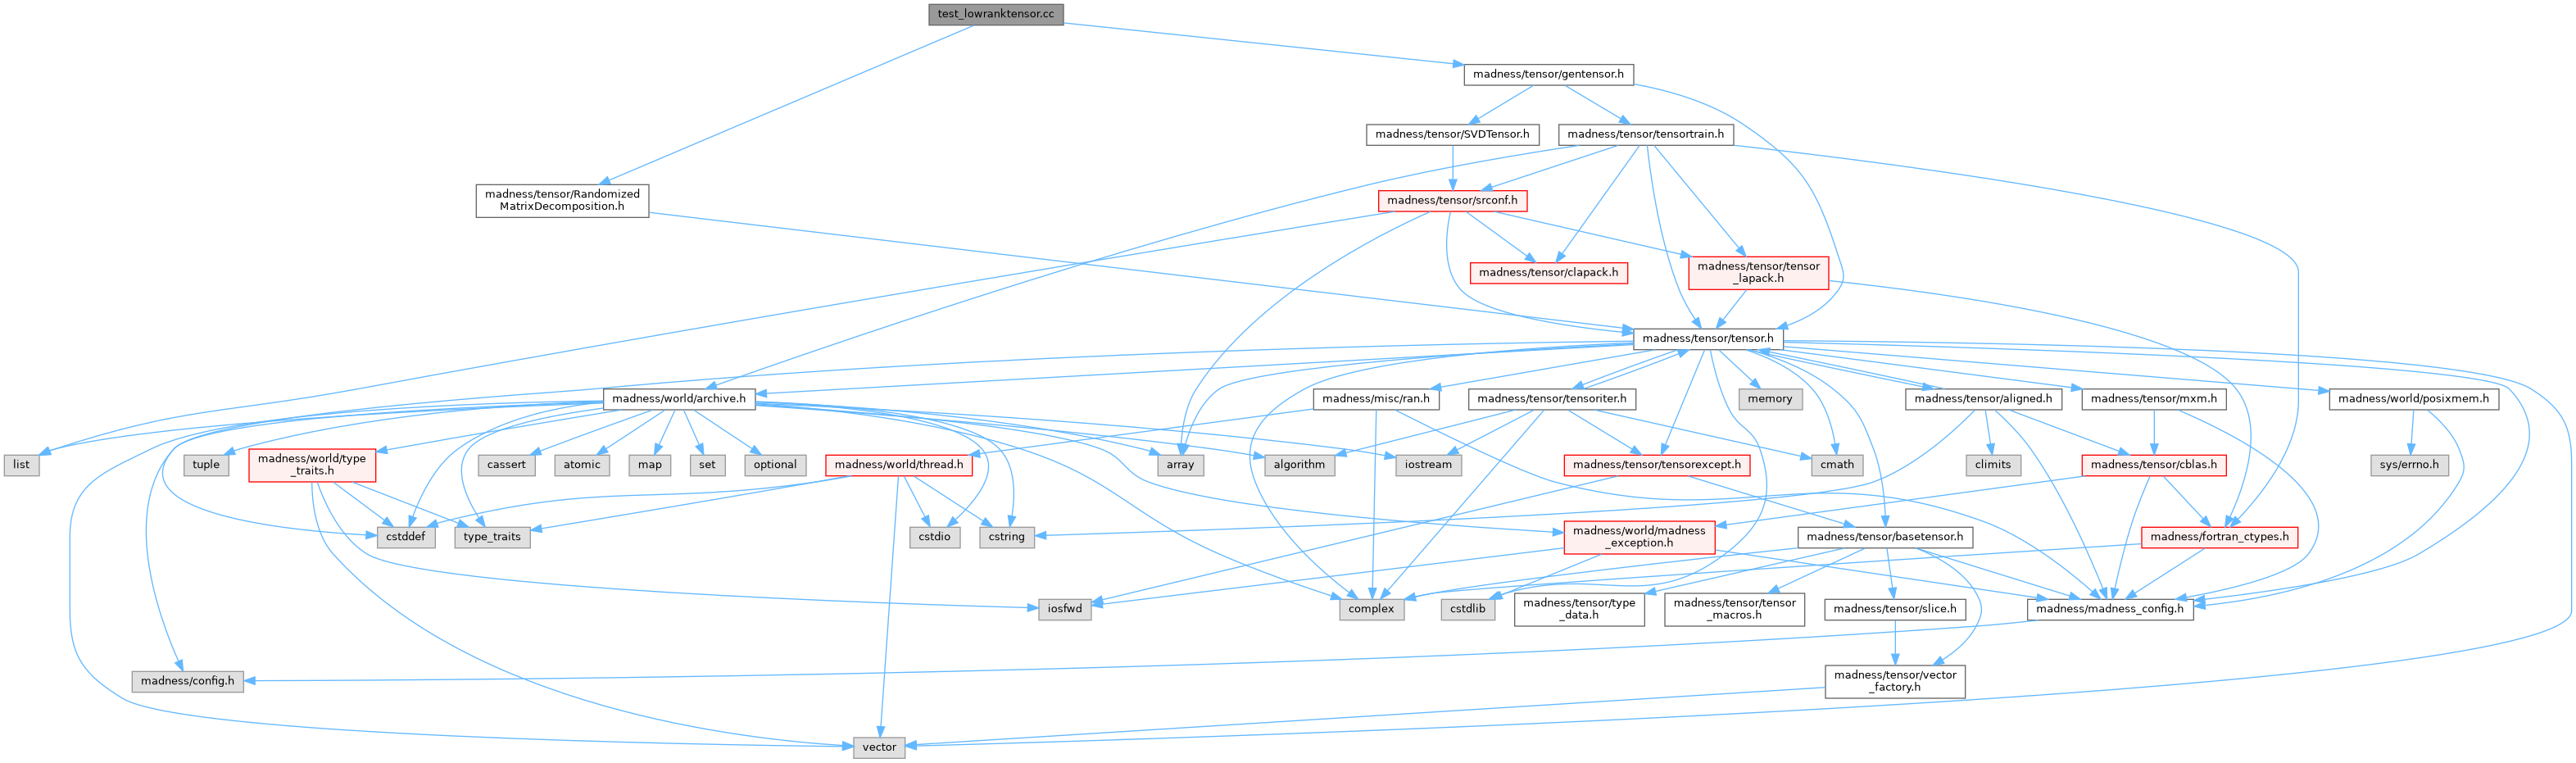 test_lowranktensor.cc
madness/tensor/gentensor.h
madness/tensor/SVDTensor.h
madness/tensor/tensortrain.h
madness/tensor/Randomized
MatrixDecomposition.h
madness/tensor/srconf.h
madness/tensor/clapack.h
madness/tensor/tensor
_lapack.h
madness/tensor/tensor.h
madness/world/archive.h
madness/misc/ran.h
madness/tensor/tensoriter.h
memory
madness/tensor/aligned.h
madness/tensor/mxm.h
madness/world/posixmem.h
list
tuple
madness/world/type
_traits.h
cassert
atomic
map
set
optional
madness/world/thread.h
array
algorithm
iostream
madness/tensor/tensorexcept.h
cmath
climits
madness/tensor/cblas.h
sys/errno.h
cstddef
type_traits
cstdio
cstring
madness/world/madness
_exception.h
madness/tensor/basetensor.h
madness/fortran_ctypes.h
iosfwd
complex
cstdlib
madness/tensor/type
_data.h
madness/tensor/tensor
_macros.h
madness/tensor/slice.h
madness/madness_config.h
madness/config.h
madness/tensor/vector
_factory.h
vector